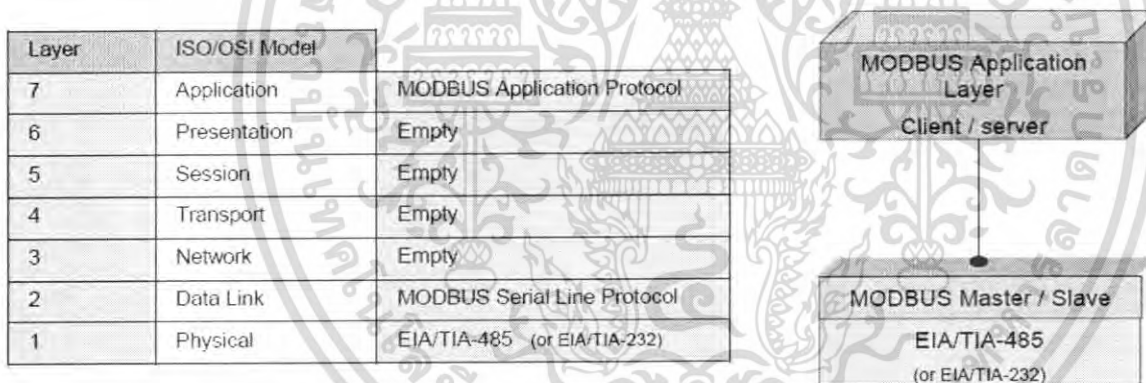 Layer ISO/OSI Model
7 Application MODBUS Application Protocol
6 Presentation Empty
5 Session Empty
4 Transport Empty
3 Network Empty
2 Data Link MODBUS Serial Line Protocol
1 Physical EIA/TIA-485 (or EIA/TIA-232)
MODBUS Application
Layer
Client / server
MODBUS Master / Slave
EIA/TIA-485
(or EIA/TIA-232)